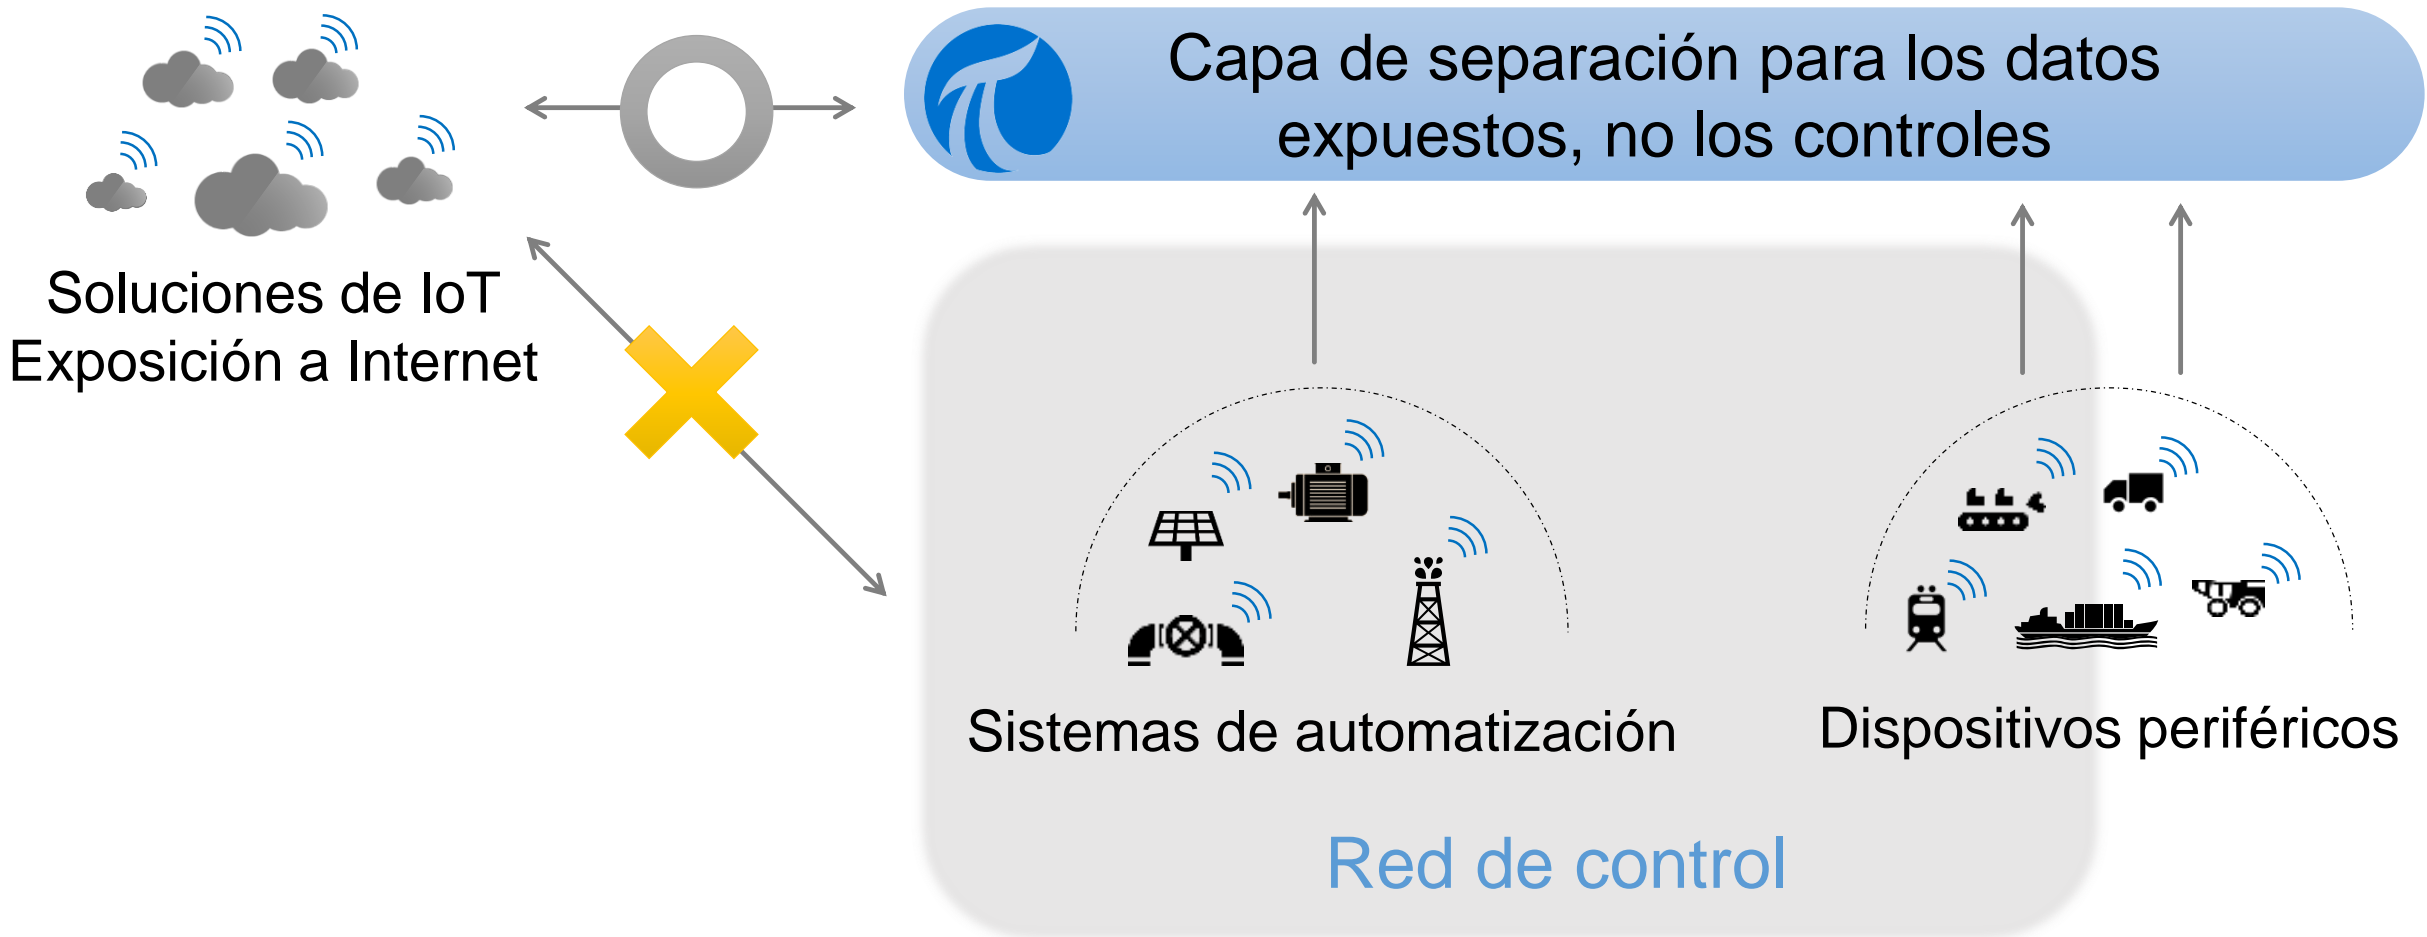 Capa de separación para los datos
expuestos, no los controles
Soluciones de IoT
Exposición a Internet
Sistemas de automatización
Dispositivos periféricos
Red de control